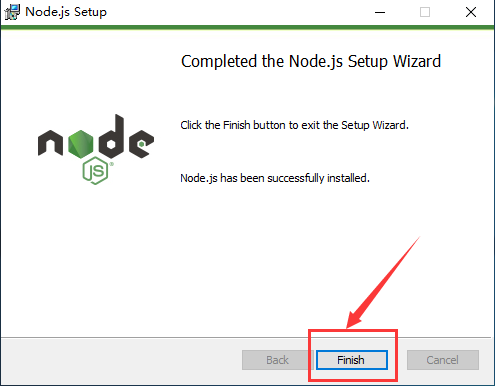 Node.js Setup
Completed the Node.js Setup Wizard
Click the Finish button to exit the Setup Wizard.
node
JS
Node.js has been successfully installed.
Back
Finish
Cancel